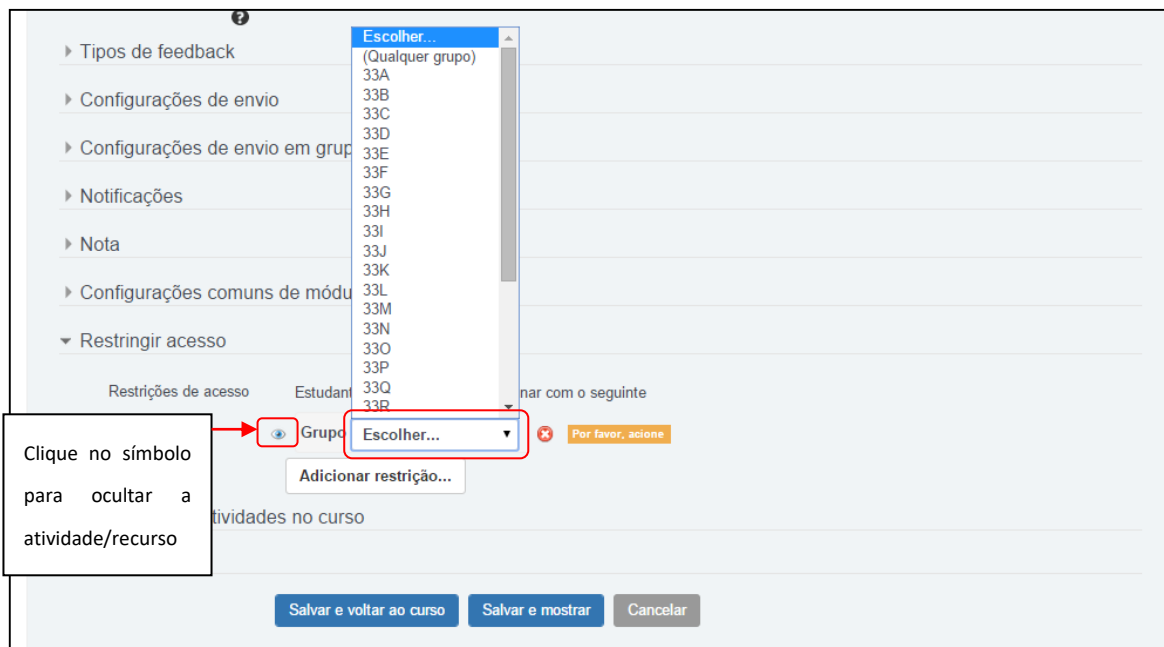 Tipos de feedback
Configurações de envio
Configurações de envio em grup
Notificações
Nota
Configurações comuns de módu
Restringir acesso
Escolher...
(Qualquer grupo)
33A
33B
33C
33D
33E
33F
33G
33H
33I
33J
33K
33L
33M
33N
33O
33P
33Q
33R
Restrições de acesso Estudant nar com o seguinte
Grupo Escolher... Por favor, acione
Adicionar restrição...
Clique no símbolo
para ocultar a
atividade/recurso
tividades no curso
Salvar e voltar ao curso Salvar e mostrar Cancelar